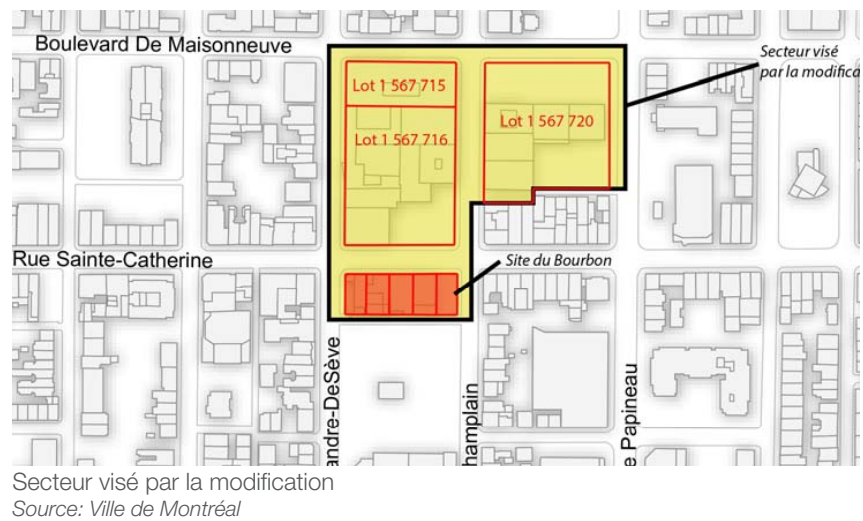 Boulevard De Maisonneuve
Secteur visé
par la modifica
Lot 1 567 715
Lot 1 567 720
Lot 1 567 716
Rue Sainte-Catherine
Site du Bourbon
andre-DeSève
hamplain
e Papineau
Secteur visé par la modification
Source: Ville de Montréal